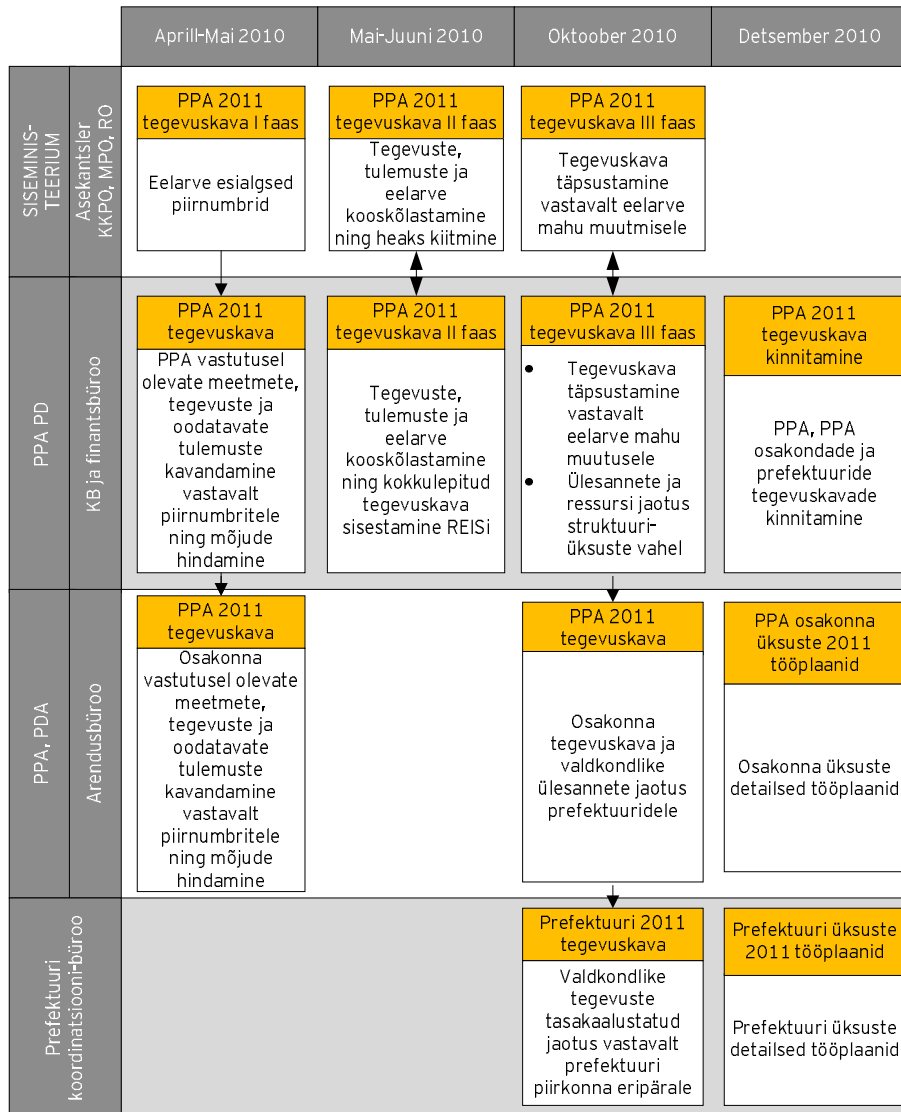 Aprill-Mai 2010
Mai-Juuni 2010
Oktoober 2010
Detsember 2010
SISEMINIS-
TEERIUM
Asekantsler
KKPO, MPO, RO
PPA 2011
tegevuskava I faas
Eelarve esialgsed
piirnumbrid
PPA 2011
tegevuskava II faas
Tegevuste,
tulemuste ja
eelarve
kooskõlastamine
ning heaks kiitmine
PPA 2011
tegevuskava III faas
Tegevuskava
täpsustamine
vastavalt eelarve
mahu muutmisele
PPA PD
KB ja finantsbüroo
PPA 2011
tegevuskava
PPA vastutusel
olevate meetmete,
tegevuste ja
oodatavate
tulemuste
kavandamine
vastavalt
piirnumbritele
ning mõjude
hindamine
PPA 2011
tegevuskava II faas
Tegevuste,
tulemuste ja
eelarve
kooskõlastamine
ning kokkulepitud
tegevuskava
sisestamine REISi
PPA 2011
tegevuskava III faas
• Tegevuskava
täpsustamine
vastavalt
eelarve mahu
muutusele
• Ülesannete ja
ressursi jaotus
struktuuri-
üksuste vahel
PPA 2011
tegevuskava
kinnitamine
PPA, PPA
osakondade ja
prefektuuride
tegevuskavade
kinnitamine
PPA, PDA
Arendusbüroo
PPA 2011
tegevuskava
Osakonna
vastutusel olevate
meetmete,
tegevuste ja
oodatavate
tulemuste
kavandamine
vastavalt
piirnumbritele
ning mõjude
hindamine
PPA 2011
tegevuskava
Osakonna
tegevuskava ja
valdkondlike
ülesannete jaotus
prefektuuridele
PPA osakonna
üksuste 2011
tööplaanid
Osakonna üksuste
detailsed tööplaanid
Prefektuuri
koordinatsiooni-büroo
Prefektuuri 2011
tegevuskava
Valdkondlike
tegevuste
tasakaalustatud
jaotus vastavalt
prefektuuri
piirkonna eripärale
Prefektuuri üksuste
2011 tööplaanid
Prefektuuri üksuste
detailsed tööplaanid